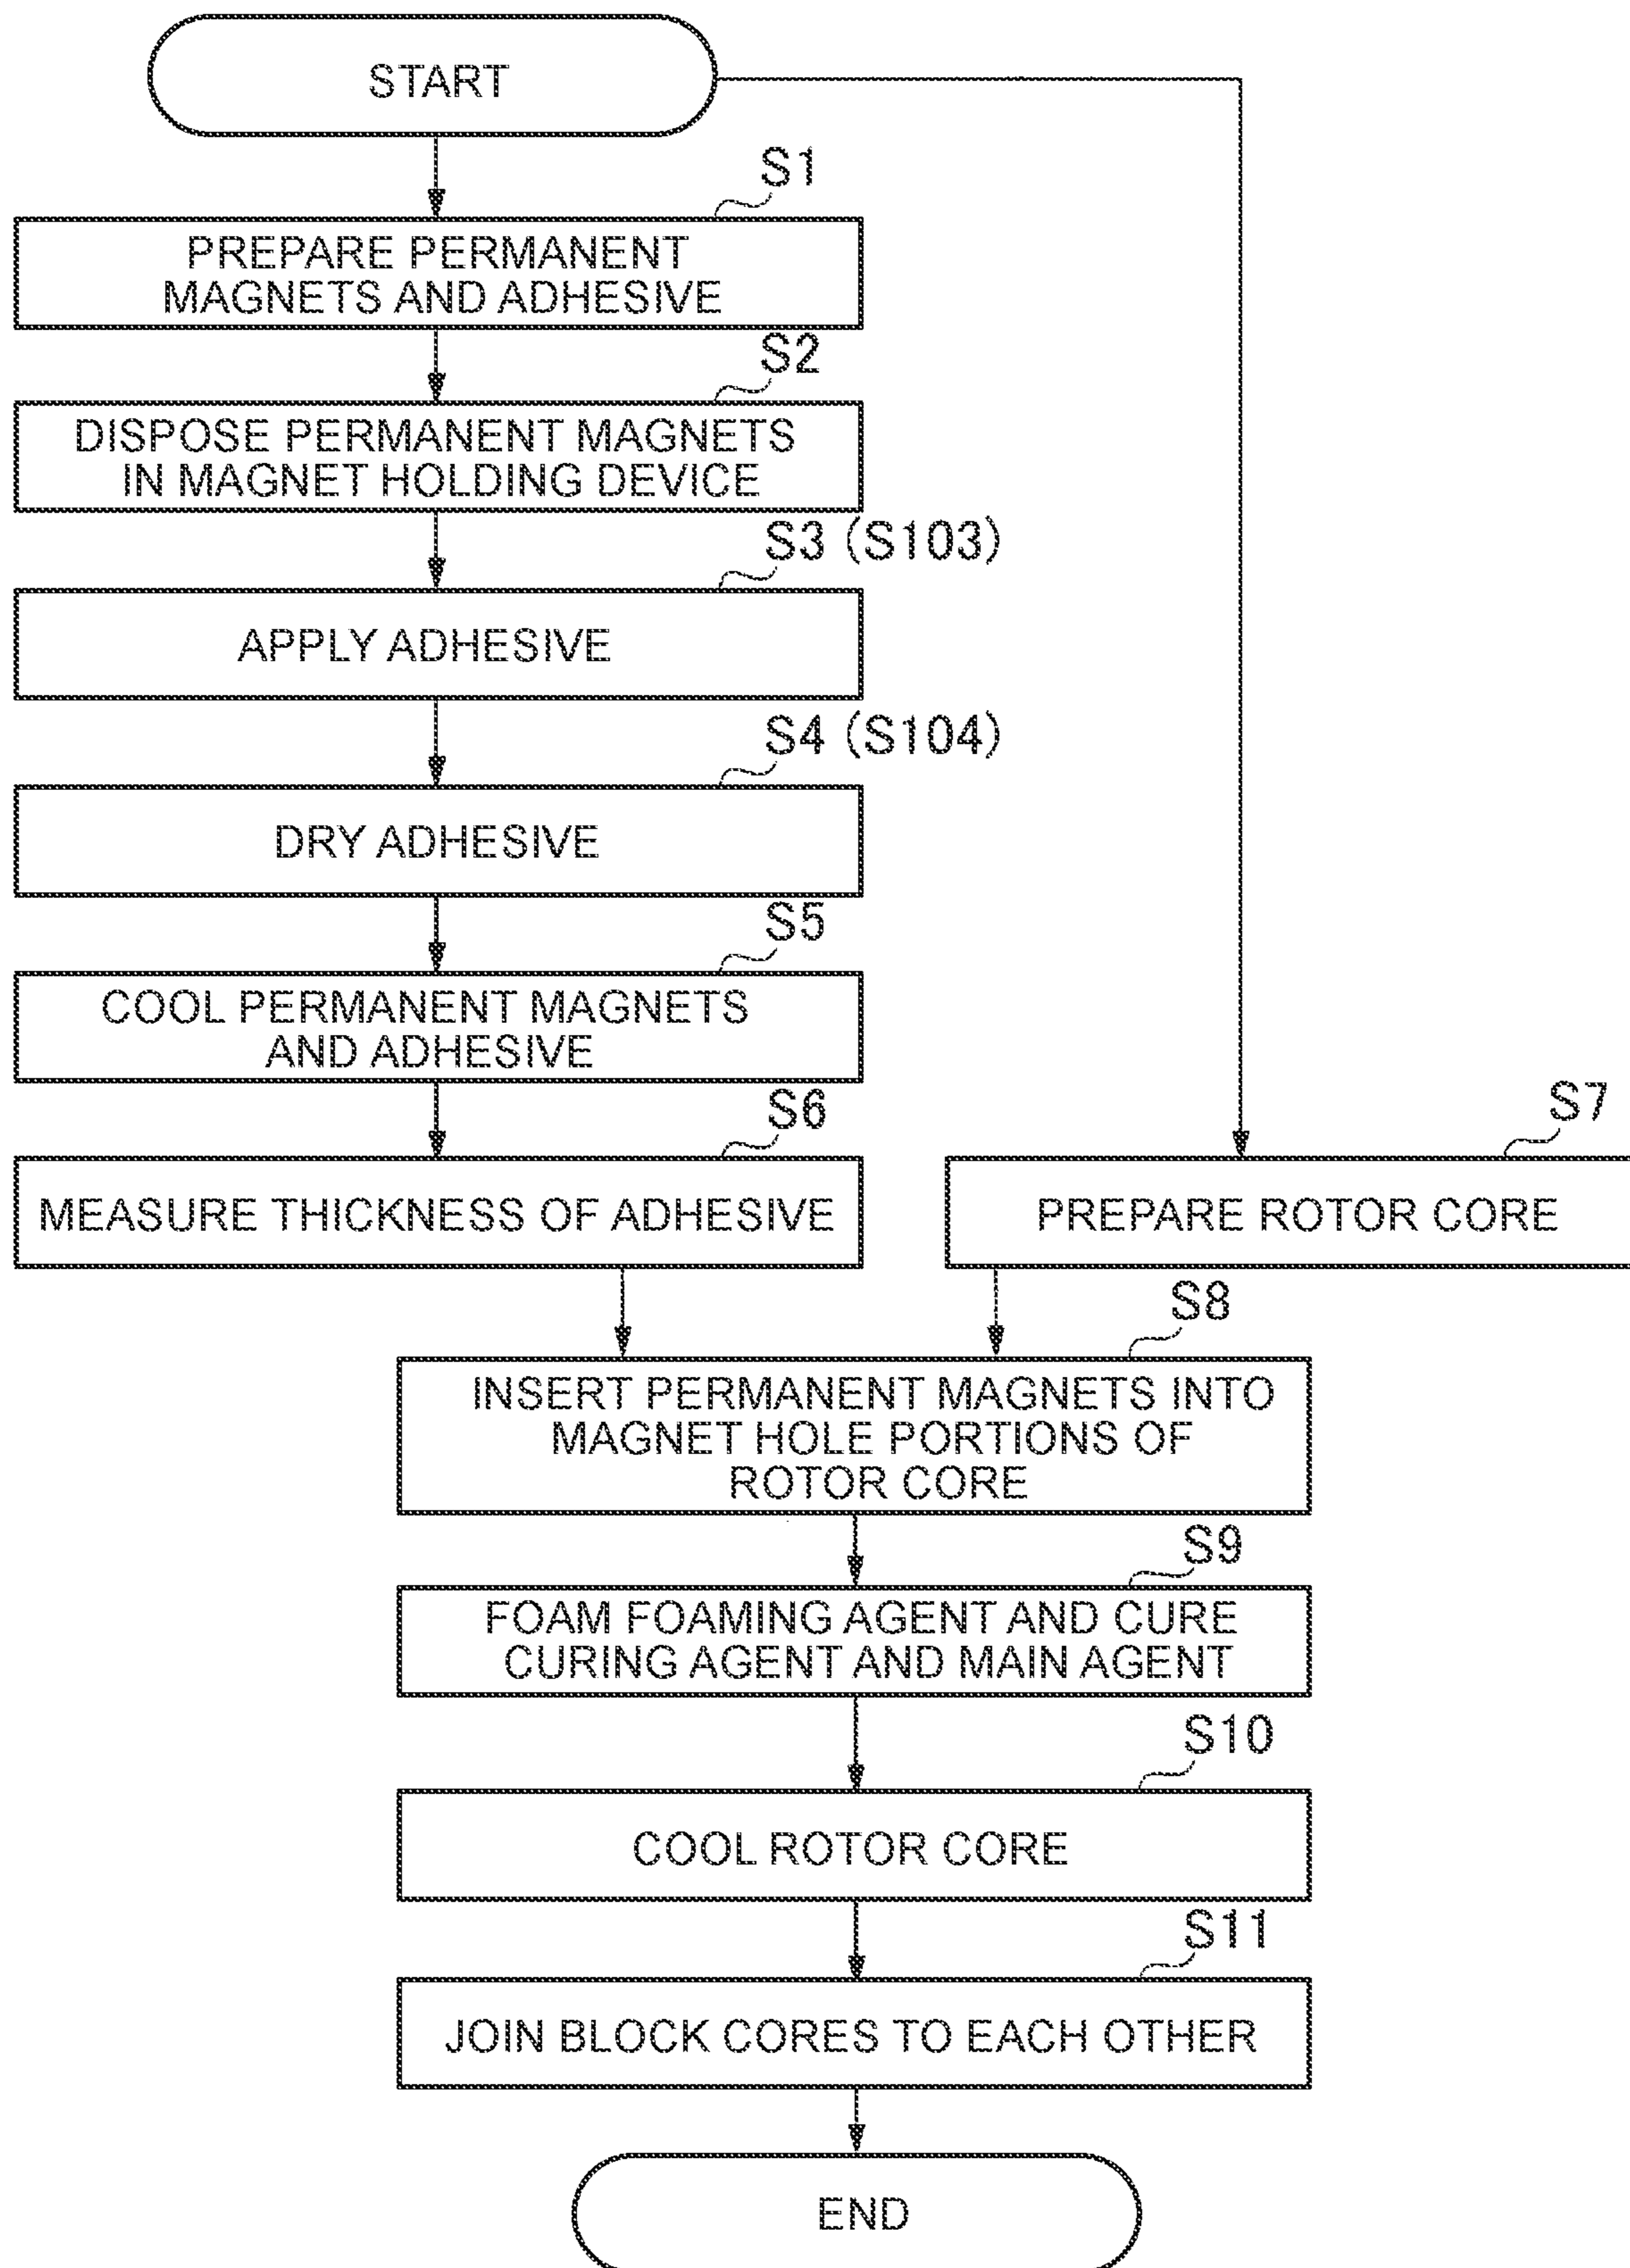 START
S1
PREPARE PERMANENT
MAGNETS AND ADHESIVE
S2
DISPOSE PERMANENT MAGNETS
IN MAGNET HOLDING DEVICE
S3 (S103)
APPLY ADHESIVE
S4 (S104)
DRY ADHESIVE
S5
COOL PERMANENT MAGNETS
AND ADHESIVE
S6
MEASURE THICKNESS OF ADHESIVE
S7
PREPARE ROTOR CORE
S8
INSERT PERMANENT MAGNETS INTO
MAGNET HOLE PORTIONS OF
ROTOR CORE
S9
FOAM FOAMING AGENT AND CURE
CURING AGENT AND MAIN AGENT
S10
COOL ROTOR CORE
S11
JOIN BLOCK CORES TO EACH OTHER
END